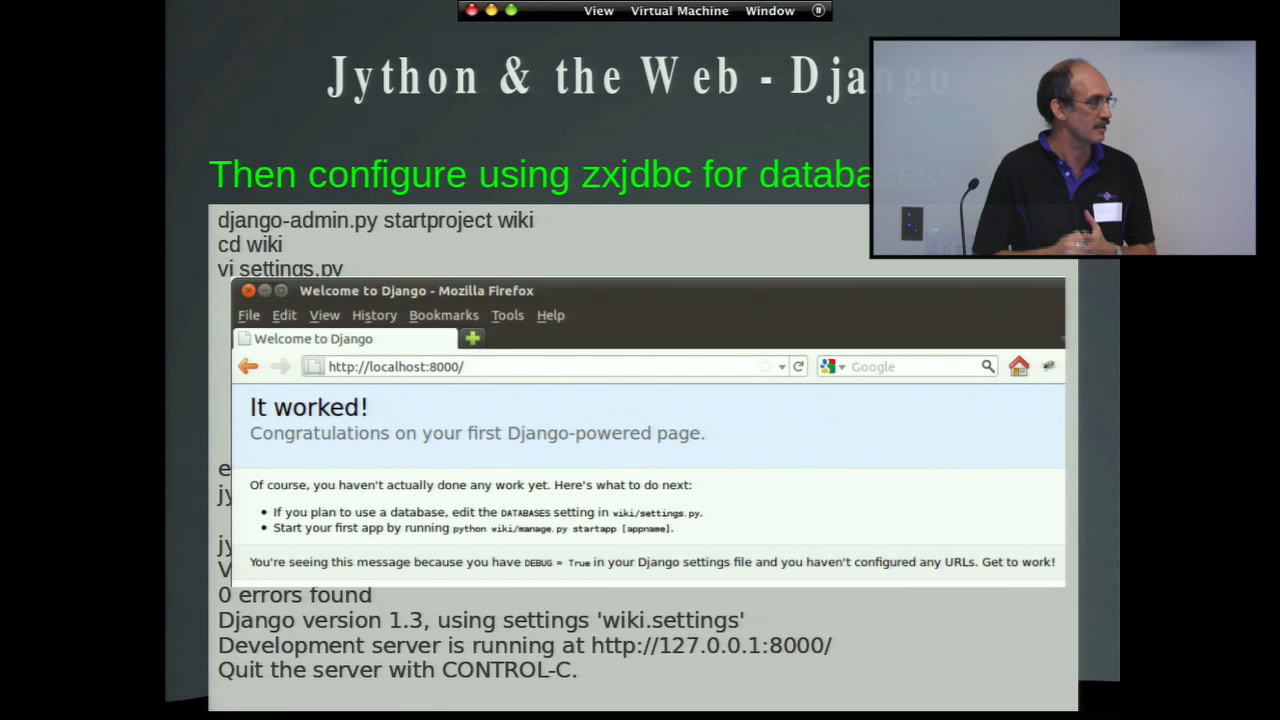 View Virtual Machine Window
Jython & the Web - Django
Then configure using zxjdbc for databases
django-admin.py startproject wiki
cd wiki
vi settings.py
Welcome to Django - Mozilla Firefox
File Edit View History Bookmarks Tools Help
Welcome to Django
http://localhost:8000/
Google
It worked!
Congratulations on your first Django-powered page.
Of course, you haven't actually done any work yet. Here's what to do next:
• If you plan to use a database, edit the DATABASES setting in wiki/settings.py.
• Start your first app by running python wiki/manage.py startapp [appname].
You're seeing this message because you have DEBUG = True in your Django settings file and you haven't configured any URLs. Get to work!
0 errors found
Django version 1.3, using settings 'wiki.settings'
Development server is running at http://127.0.0.1:8000/
Quit the server with CONTROL-C.